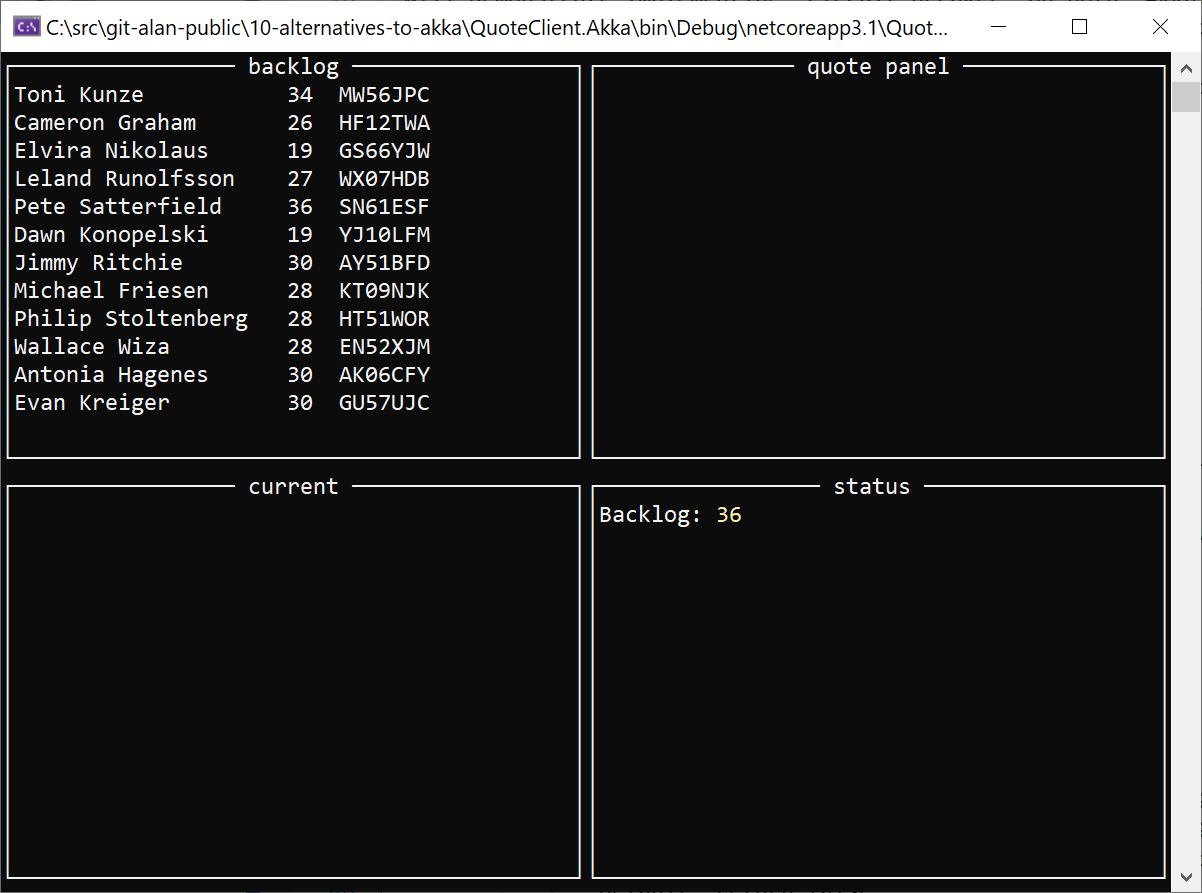 C:\src\git-alan-public\10-alternatives-to-akka\QuoteClient.Akka\bin\Debug\netcoreapp3.1\Quot...
backlog
Toni Kunze 34 MW56JPC
Cameron Graham 26 HF12TWA
Elvira Nikolaus 19 GS66YJW
Leland Runolfsson 27 WX07HDB
Pete Satterfield 36 SN61ESF
Dawn Konopelski 19 YJ10LFM
Jimmy Ritchie 30 AY51BFD
Michael Friesen 28 KT09NJK
Philip Stoltenberg 28 HT51WOR
Wallace Wiza 28 EN52XJM
Antonia Hagenes 30 AK06CFY
Evan Kreiger 30 GU57UJC
quote panel
current
status
Backlog: 36